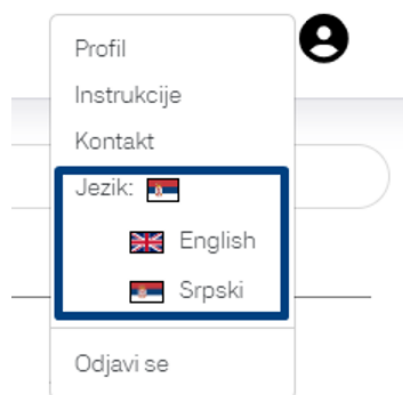 Profil
Instrukcije
Kontakt
Jezik:
English
Srpski
Odjavi se